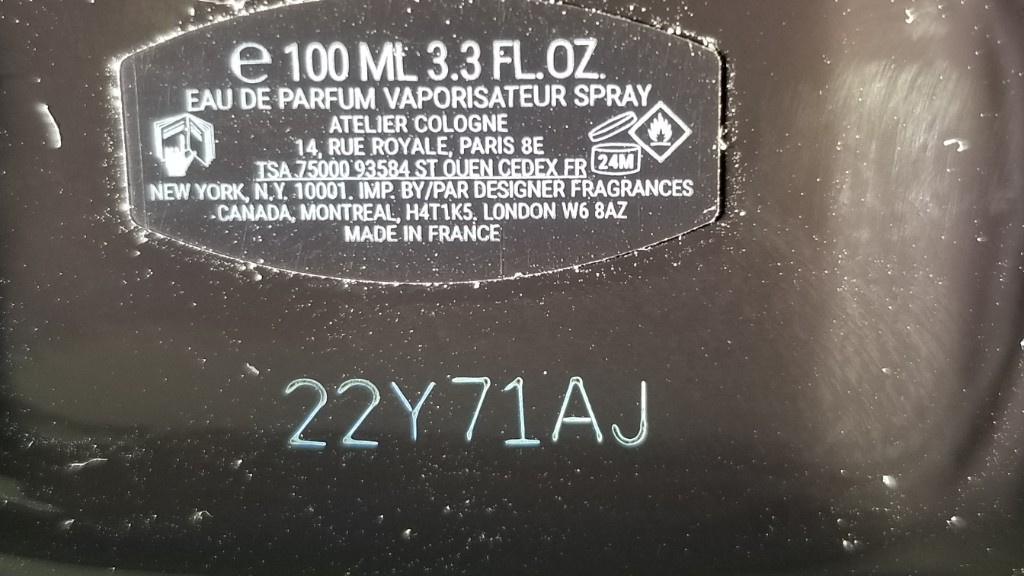 ℮ 100 ML 3.3 FL.OZ.
EAU DE PARFUM VAPORISATEUR SPRAY
ATELIER COLOGNE
14, RUE ROYALE, PARIS 8E
TSA 75000 93584 ST OUEN CEDEX FR
24M
NEW YORK, N.Y. 10001. IMP. BY/PAR DESIGNER FRAGRANCES
CANADA, MONTREAL, H4T1K5. LONDON W6 8AZ
MADE IN FRANCE
22Y71AJ